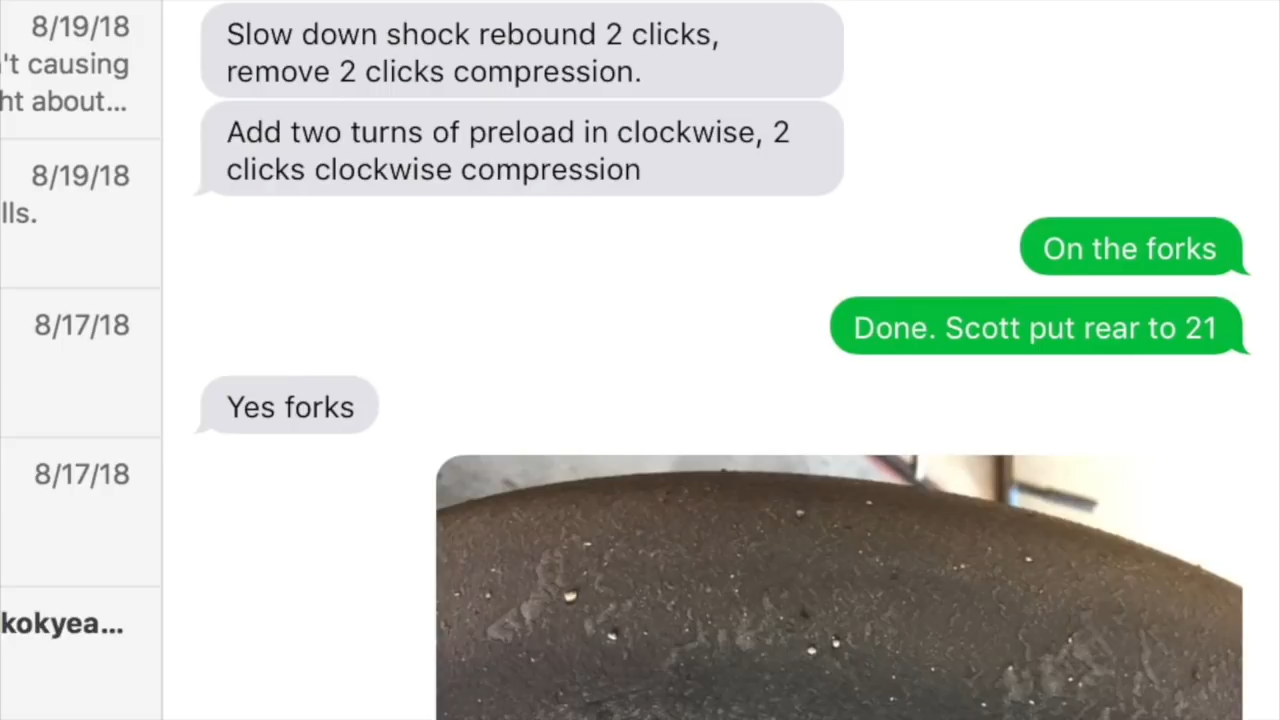 8/19/18
't causing
ht about...
8/19/18
lls.
8/17/18
8/17/18
kokyea...
Slow down shock rebound 2 clicks,
remove 2 clicks compression.
Add two turns of preload in clockwise, 2
clicks clockwise compression
On the forks
Done. Scott put rear to 21
Yes forks